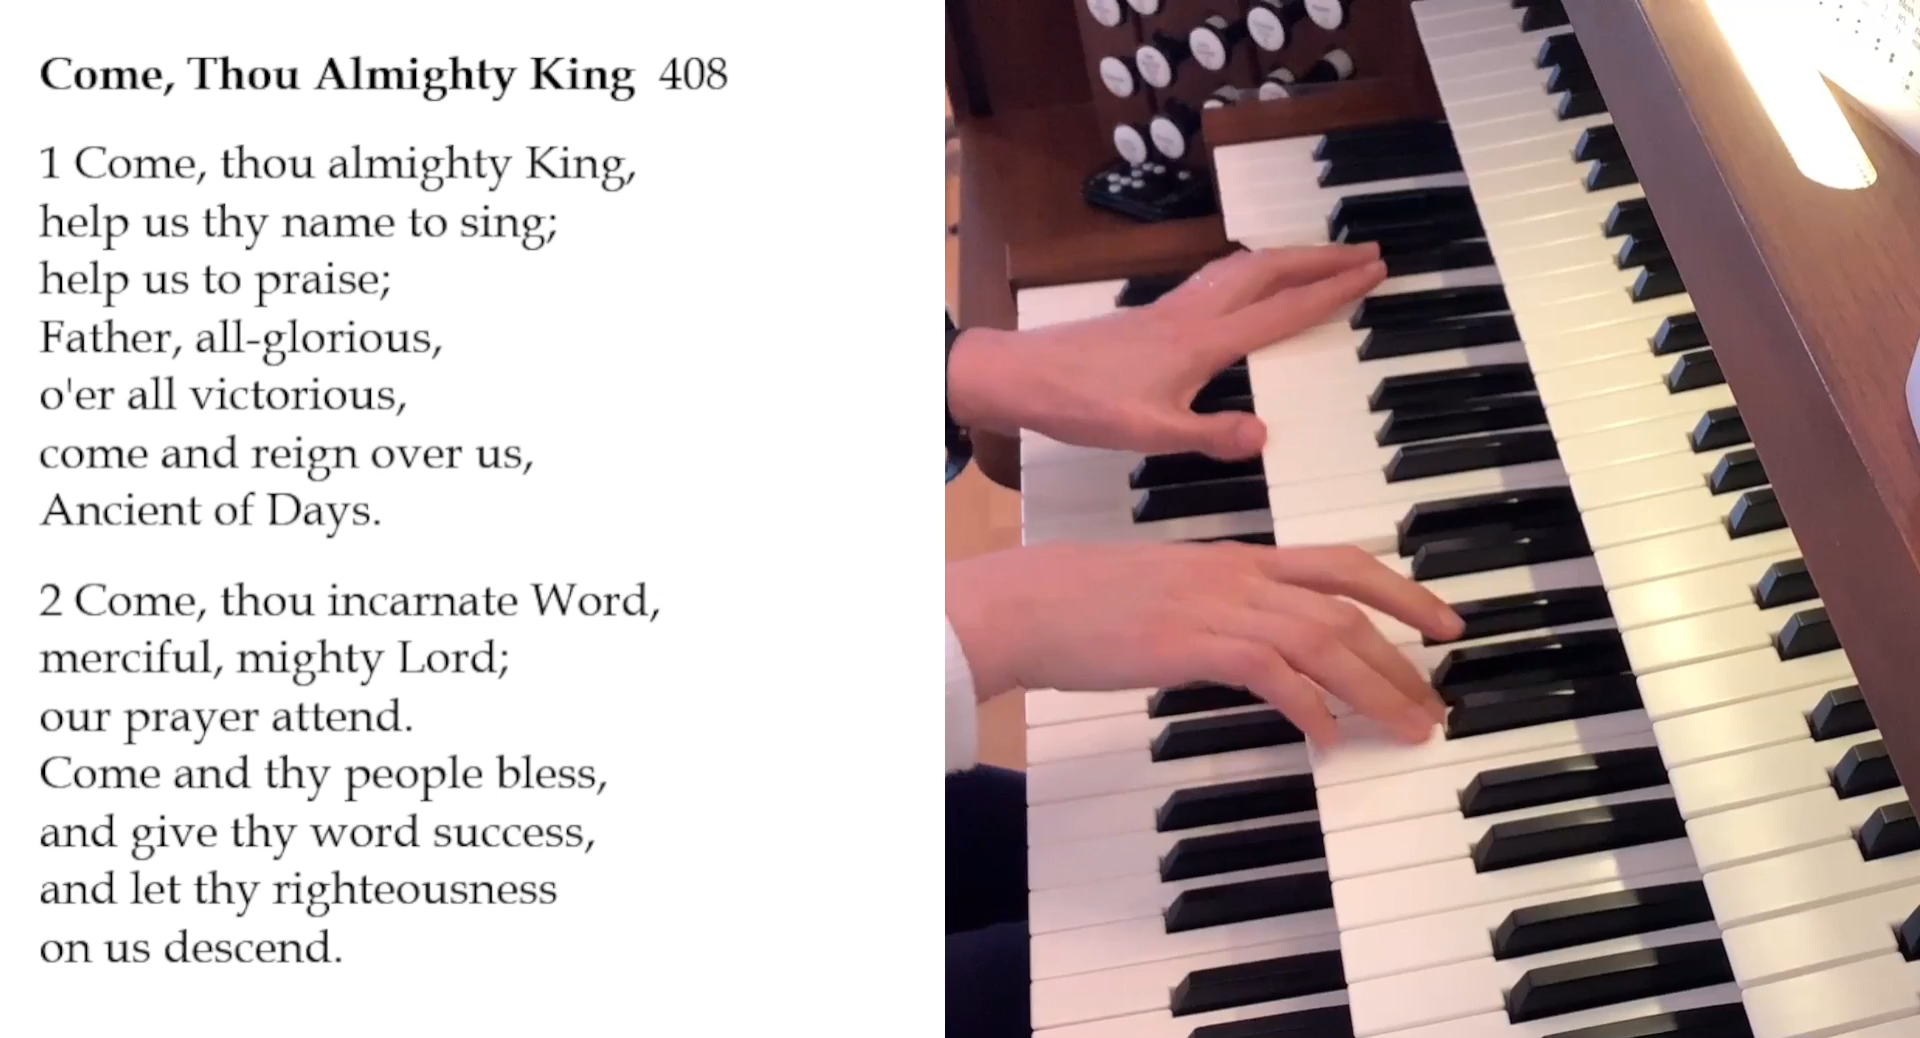 Come, Thou Almighty King 408
1 Come, thou almighty King,
help us thy name to sing;
help us to praise;
Father, all-glorious,
o'er all victorious,
come and reign over us,
Ancient of Days.
2 Come, thou incarnate Word,
merciful, mighty Lord;
our prayer attend.
Come and thy people bless,
and give thy word success,
and let thy righteousness
on us descend.